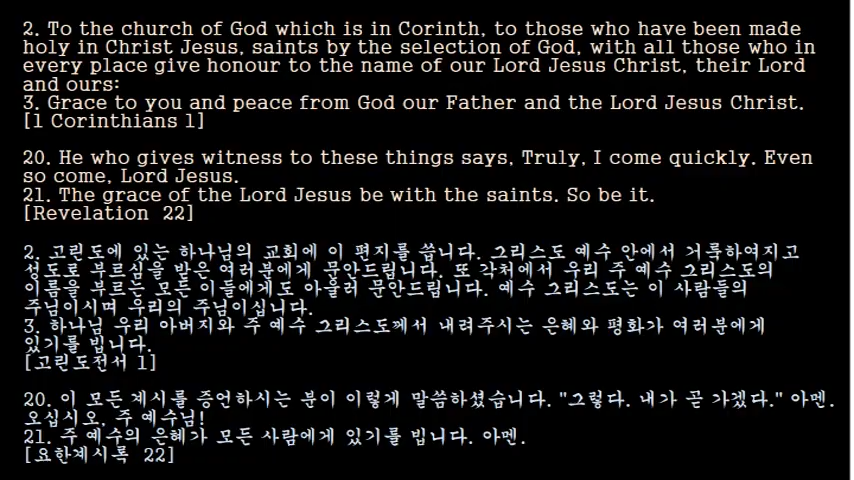 2. To the church of God which is in Corinth, to those who have been made
holy in Christ Jesus, saints by the selection of God, with all those who in
every place give honour to the name of our Lord Jesus Christ, their Lord
and ours:
3. Grace to you and peace from God our Father and the Lord Jesus Christ.
[1 Corinthians 1]
20. He who gives witness to these things says, Truly, I come quickly. Even
so come, Lord Jesus.
21. The grace of the Lord Jesus be with the saints. So be it.
[Revelation 22]
2. 고린도에 있는 하나님의 교회에 이 편지를 씁니다. 그리스도 예수 안에서 거룩하여지고
성도로 부르심을 받은 여러분에게 문안드립니다. 또 각처에서 우리 주 예수 그리스도의
이름을 부르는 모든 이들에게도 아울러 문안드립니다. 예수 그리스도는 이 사람들의
주님이시며 우리의 주님이십니다.
3. 하나님 우리 아버지와 주 예수 그리스도께서 내려주시는 은혜와 평화가 여러분에게
있기를 빕니다.
[고린도전서 1]
20. 이 모든 계시를 증언하시는 분이 이렇게 말씀하셨습니다. "그렇다. 내가 곧 가겠다." 아멘.
오십시오, 주 예수님!
21. 주 예수의 은혜가 모든 사람에게 있기를 빕니다. 아멘.
[요한계시록 22]